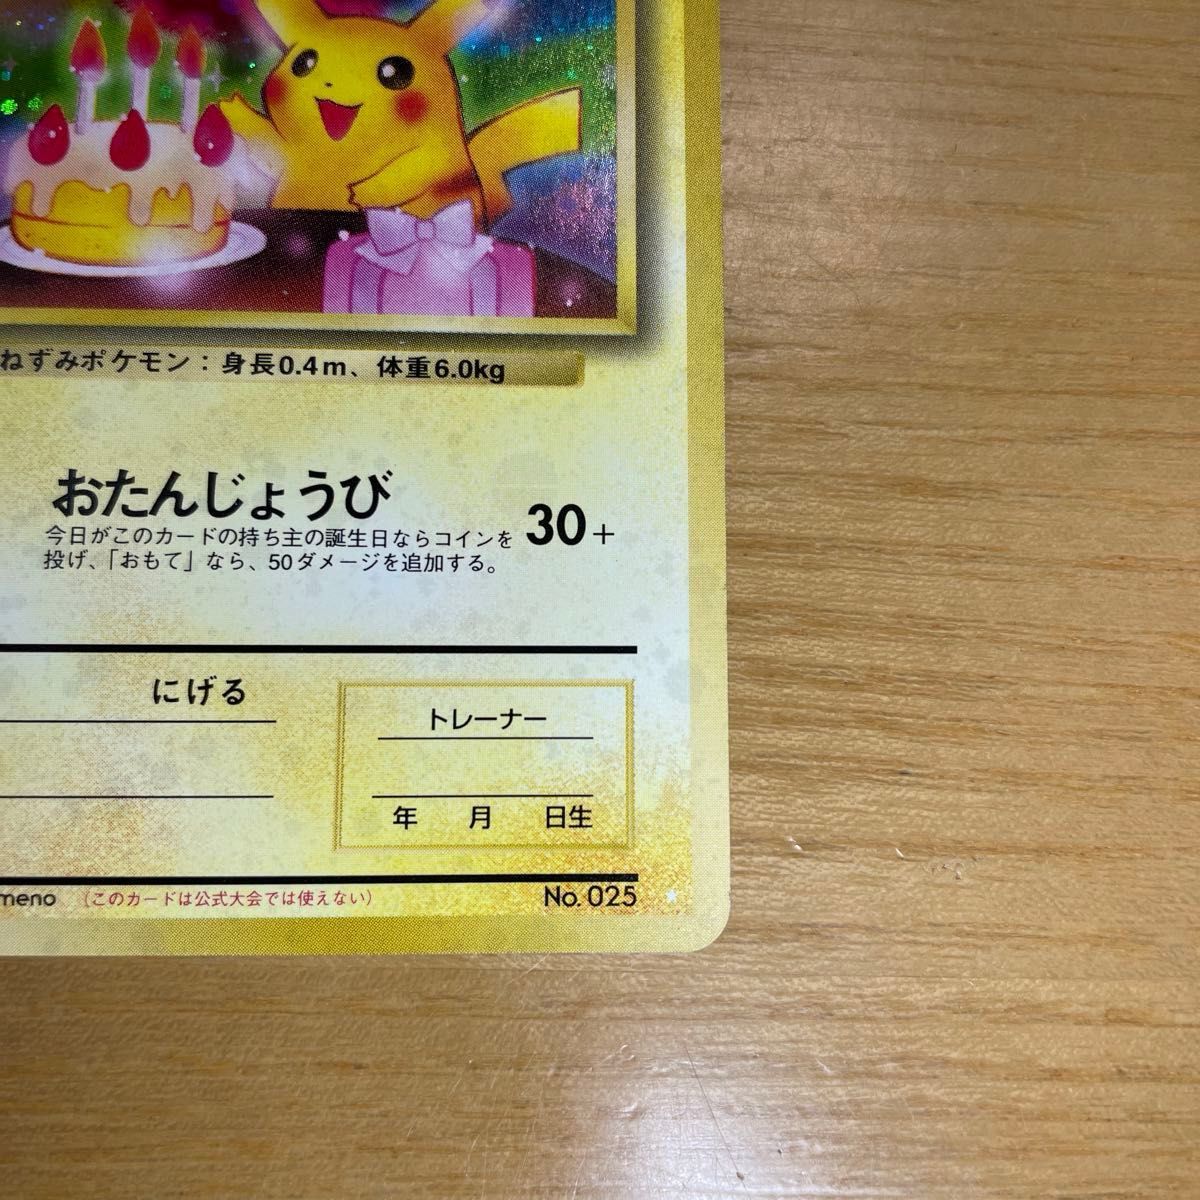 ねずみポケモン：身長0.4m、体重6.0kg
おたんじょうび 30+
今日がこのカードの持ち主の誕生日ならコインを
投げ、「おもて」なら、50ダメージを追加する。
にげる
トレーナー
年 月 日生
meno （このカードは公式大会では使えない） No. 025